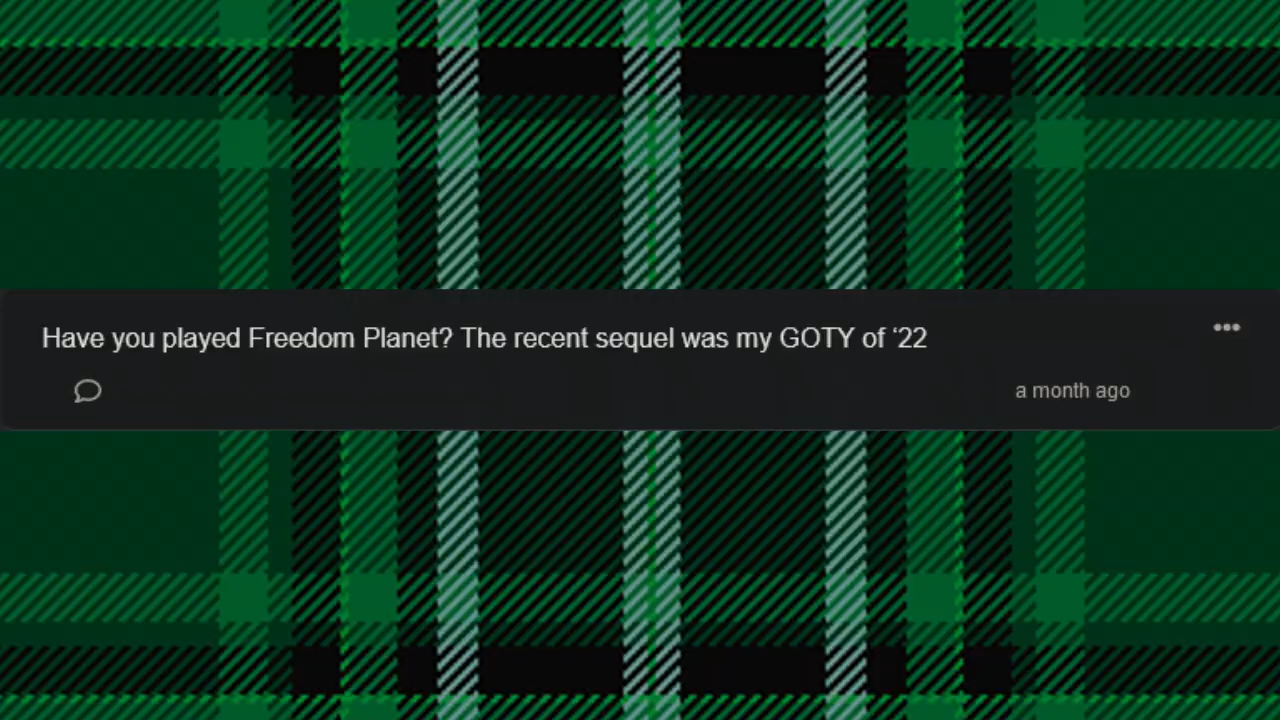 Have you played Freedom Planet? The recent sequel was my GOTY of ‘22
a month ago